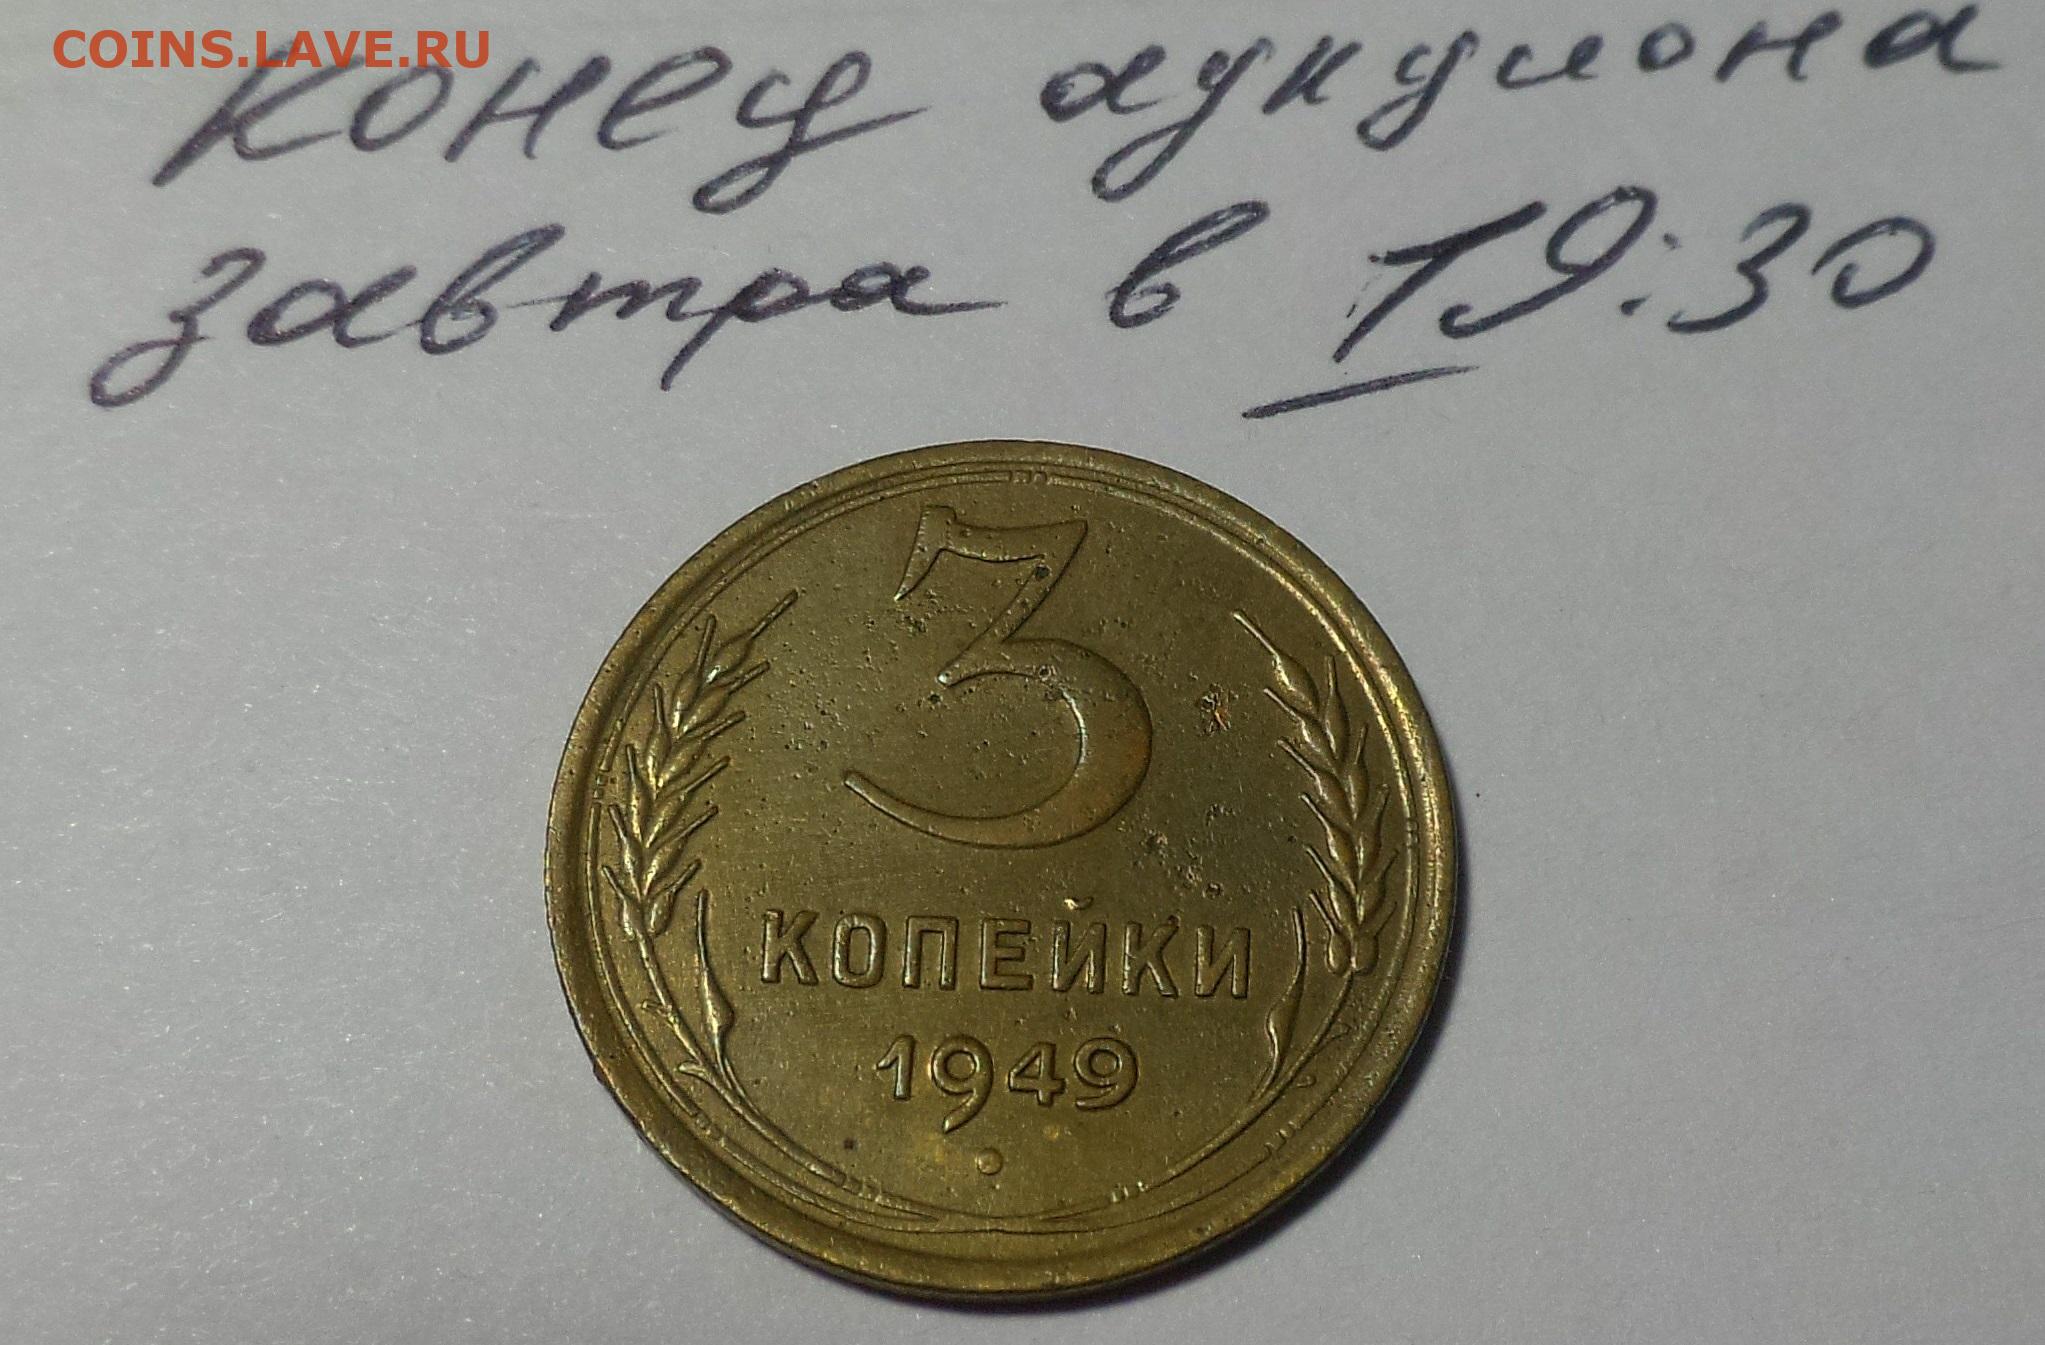 COINS.LAVE.RU
конец аукциона
завтра в 19:30
3
КОПЕЙКИ
1949